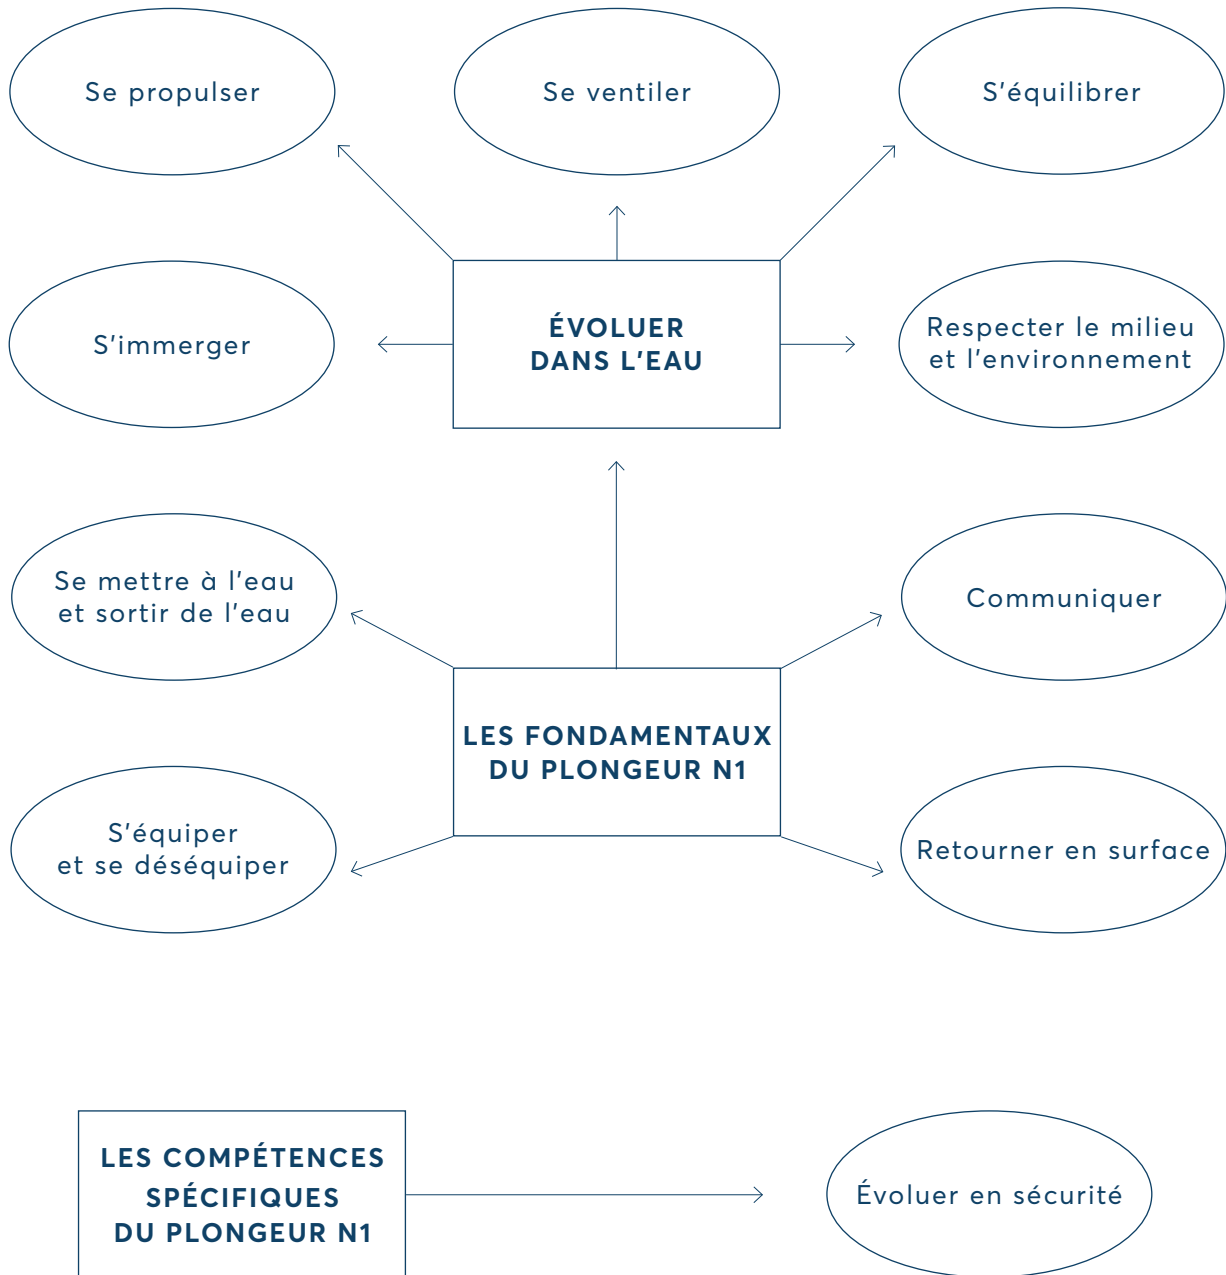 Se propulser
Se ventiler
S'équilibrer
S'immerger
ÉVOLUER
DANS L'EAU
Respecter le milieu
et l'environnement
Se mettre à l'eau
et sortir de l'eau
Communiquer
LES FONDAMENTAUX
DU PLONGEUR N1
S'équiper
et se déséquiper
Retourner en surface
LES COMPÉTENCES
SPÉCIFIQUES
DU PLONGEUR N1
Évoluer en sécurité